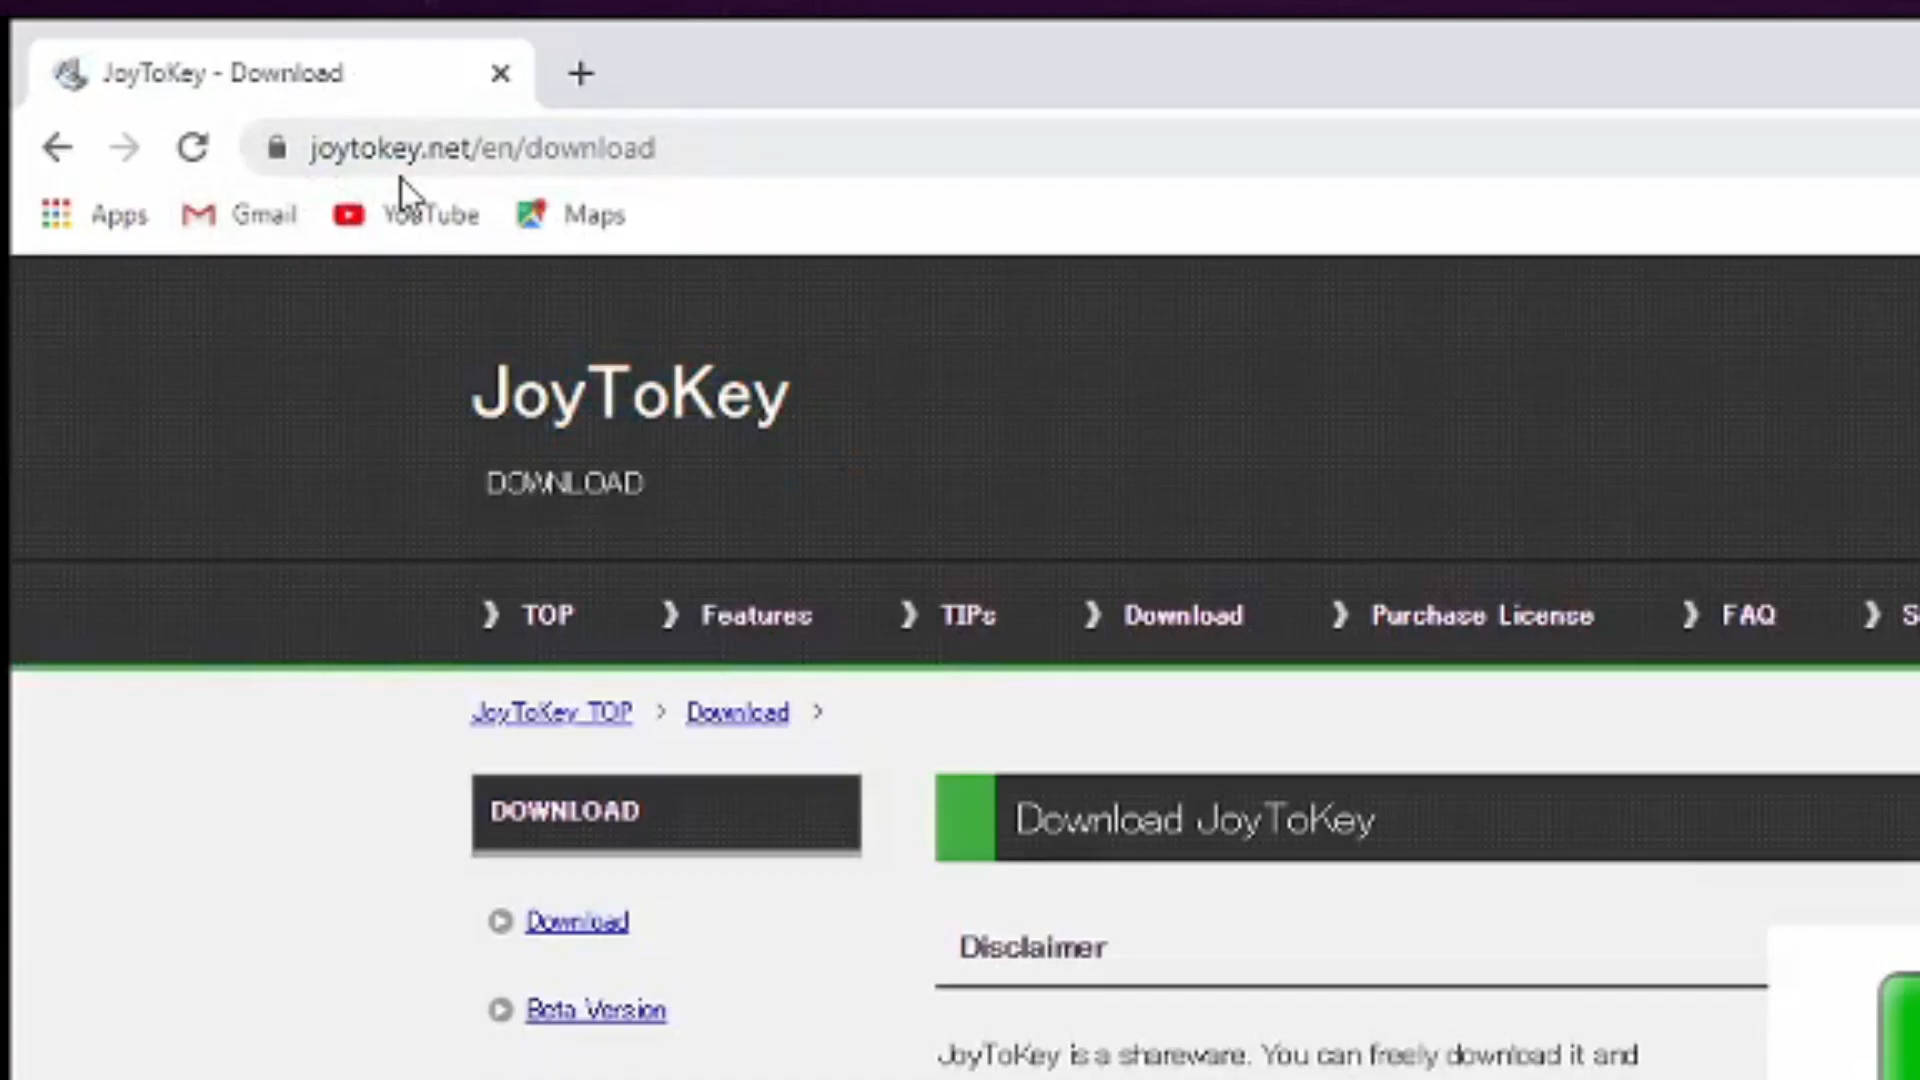 JoyToKey - Download
joytokey.net/en/download
Apps Gmail YouTube Maps
JoyToKey
DOWNLOAD
TOP Features TIPs Download Purchase License FAQ
JoyToKey TOP > Download >
DOWNLOAD
Download JoyToKey
Download
Disclaimer
Beta Version
JoyToKey is a shareware. You can freely download it and